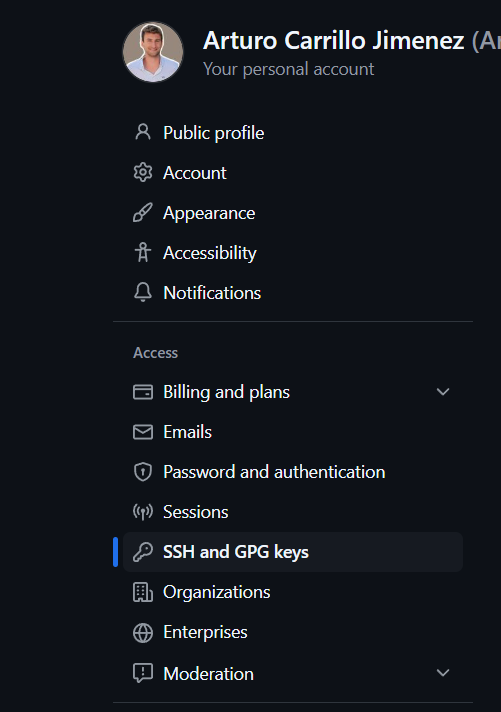 Arturo Carrillo Jimenez (Ar
Your personal account
Public profile
Account
Appearance
Accessibility
Notifications
Access
Billing and plans
Emails
Password and authentication
Sessions
SSH and GPG keys
Organizations
Enterprises
Moderation